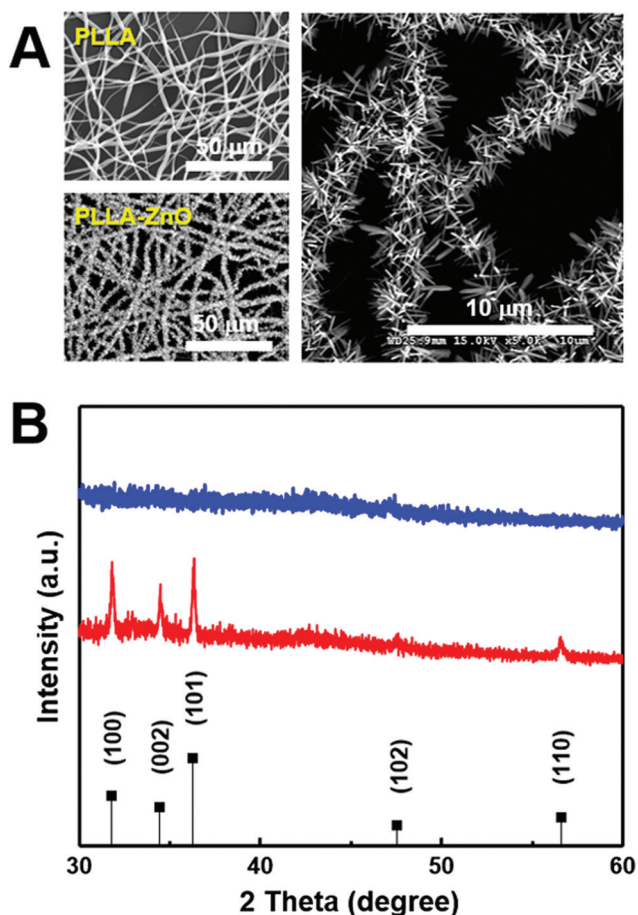 A
PLLA
50 μm
PLLA-ZnO
50 μm
10 μm
WD25.9mm 15.0kV x5.0k 10um
B
Intensity (a.u.)
(100)
(002)
(101)
(102)
(110)
30
40
50
60
2 Theta (degree)